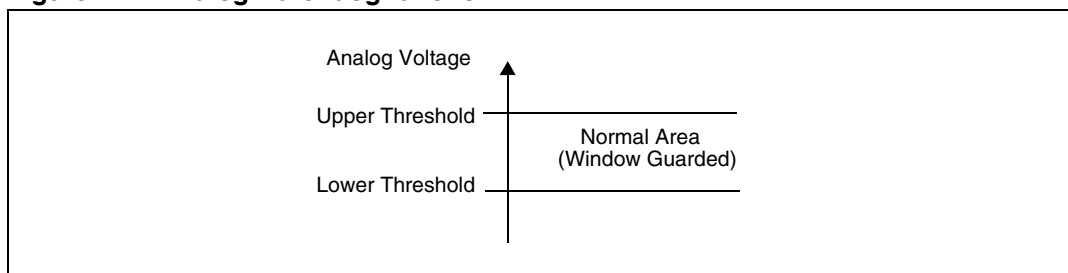 Analog Voltage
Upper Threshold
Normal Area
(Window Guarded)
Lower Threshold